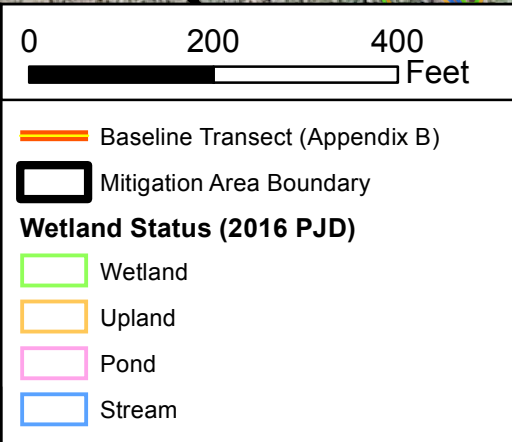 0 200 400
Feet
Baseline Transect (Appendix B)
Mitigation Area Boundary
Wetland Status (2016 PJD)
Wetland
Upland
Pond
Stream